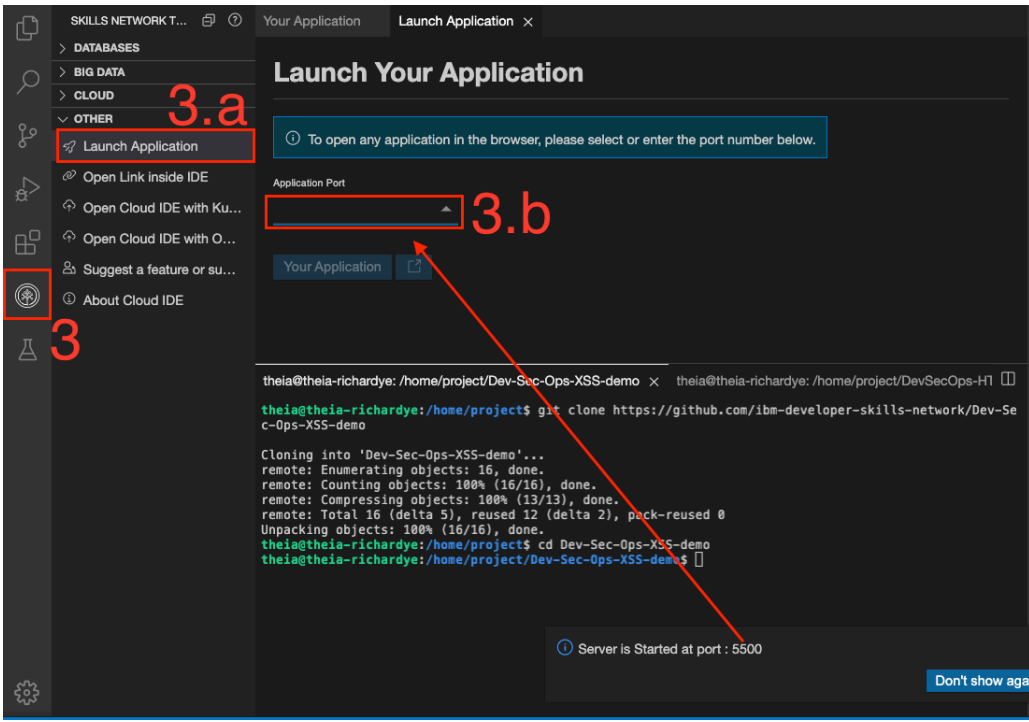 SKILLS NETWORK T...
Your Application
Launch Application
DATABASES
BIG DATA
CLOUD
OTHER
3.a
Launch Application
Open Link inside IDE
Open Cloud IDE with Ku...
Open Cloud IDE with O...
Suggest a feature or su...
About Cloud IDE
3
Launch Your Application
To open any application in the browser, please select or enter the port number below.
Application Port
3.b
Your Application
theia@theia-richardye: /home/project/Dev-Sec-Ops-XSS-demo
theia@theia-richardye: /home/project/DevSecOps-HT
theia@theia-richardye:/home/project$ git clone https://github.com/ibm-developer-skills-network/Dev-Se
c-Ops-XSS-demo
Cloning into 'Dev-Sec-Ops-XSS-demo'...
remote: Enumerating objects: 16, done.
remote: Counting objects: 100% (16/16), done.
remote: Compressing objects: 100% (13/13), done.
remote: Total 16 (delta 5), reused 12 (delta 2), pack-reused 0
Unpacking objects: 100% (16/16), done.
theia@theia-richardye:/home/project$ cd Dev-Sec-Ops-XSS-demo
theia@theia-richardye:/home/project/Dev-Sec-Ops-XSS-demo$
Server is Started at port : 5500
Don't show aga